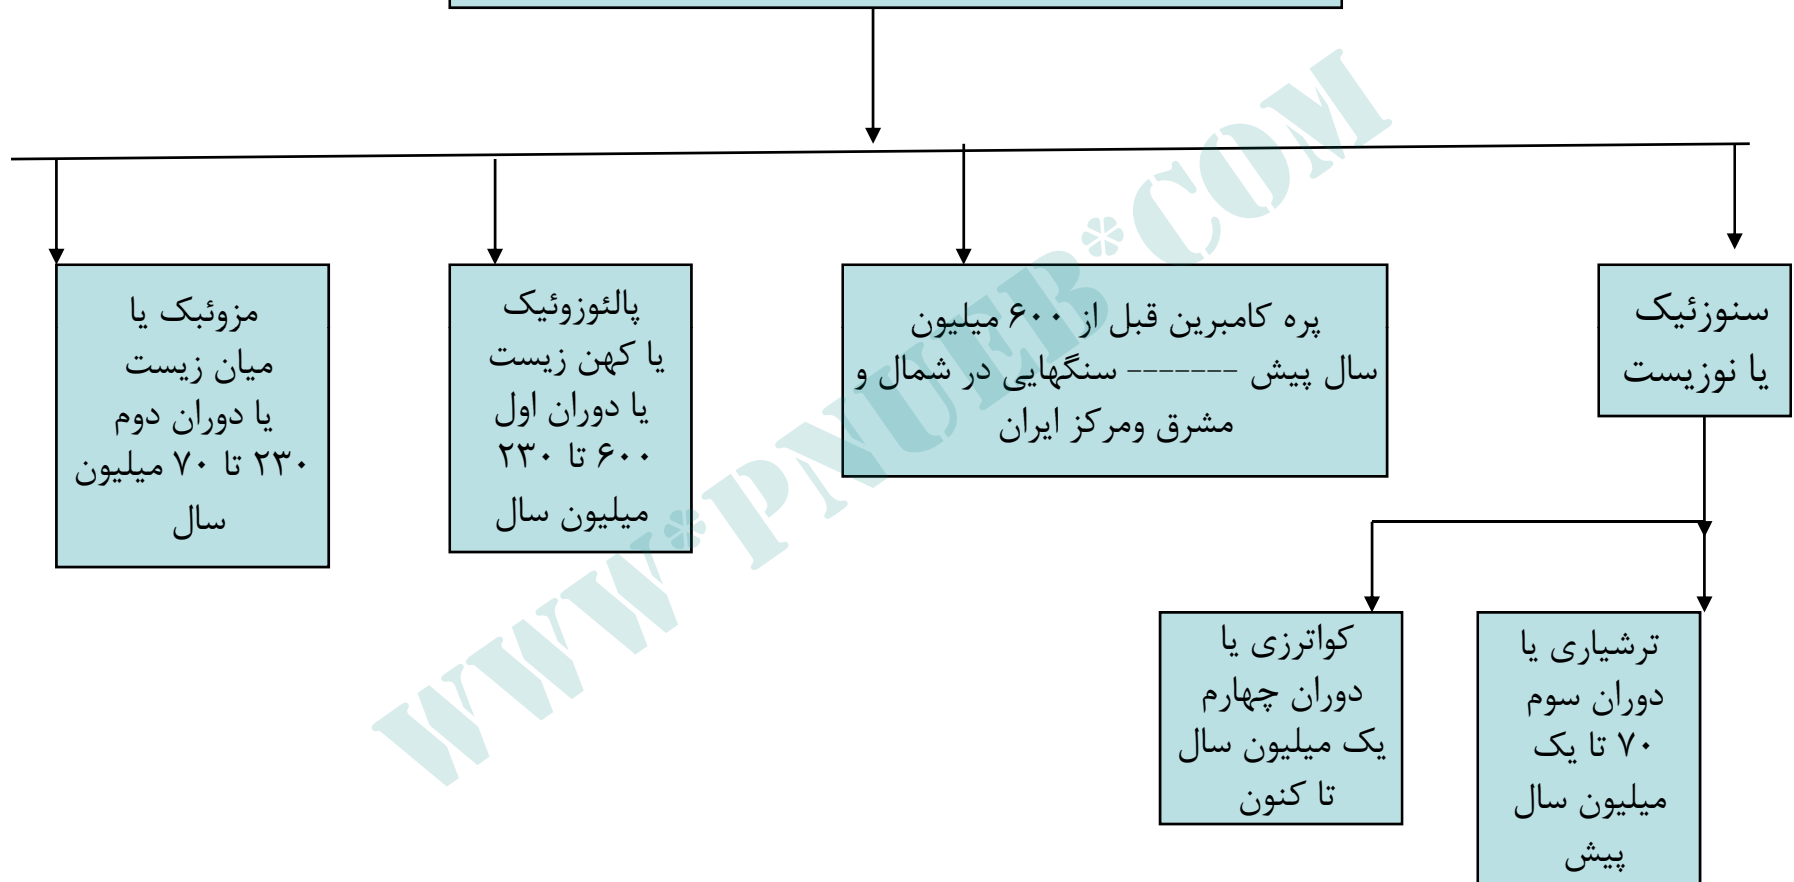 سنوزئیک
یا نوزیست
پره کامبرین قبل از ۶۰۰ میلیون
سال پیش ------- سنگهایی در شمال و
مشرق ومرکز ایران
پالئوزوئیک
یا کهن زیست
یا دوران اول
۶۰۰ تا ۲۳۰
میلیون سال
مزوئبک یا
میان زیست
یا دوران دوم
۲۳۰ تا ۷۰ میلیون
سال
ترشیاری یا
دوران سوم
۷۰ تا یک
میلیون سال
پیش
کواترزی یا
دوران چهارم
یک میلیون سال
تا کنون
WWW*PNUEB*COM